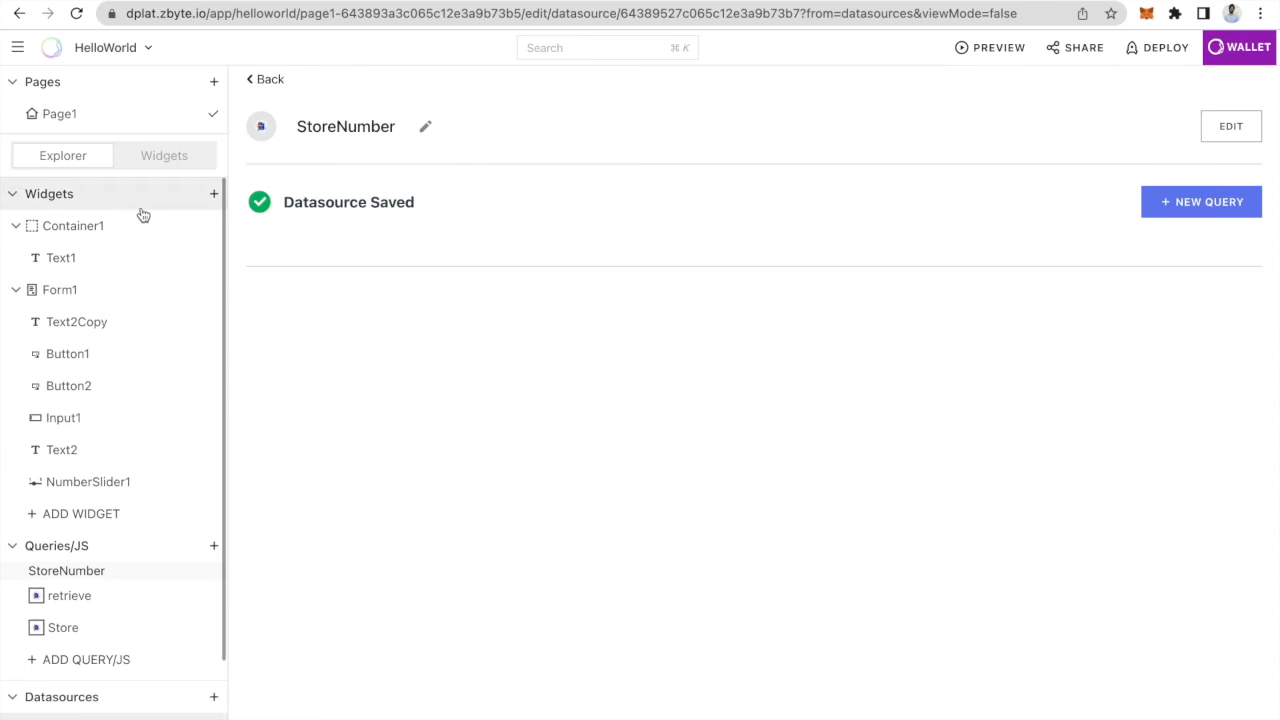 dplat.zbyte.io/app/helloworld/page1-643893a3c065c12e3a9b73b5/edit/datasource/64389527c065c12e3a9b73b7?from=datasources&viewMode=false
HelloWorld
Search ⌘ K
PREVIEW
SHARE
DEPLOY
WALLET
Pages +
Page1
Explorer
Widgets
Widgets +
Container1
Text1
Form1
Text2Copy
Button1
Button2
Input1
Text2
NumberSlider1
+ ADD WIDGET
Queries/JS +
StoreNumber
retrieve
Store
+ ADD QUERY/JS
Datasources +
Back
StoreNumber
EDIT
Datasource Saved
+ NEW QUERY